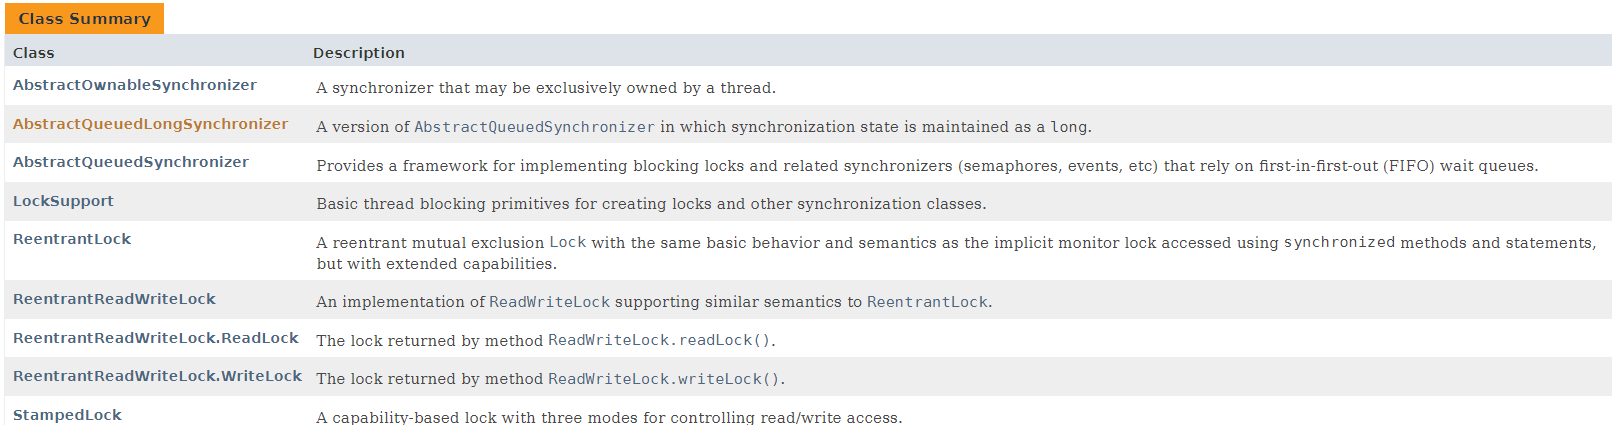 Class Summary
Class Description
AbstractOwnableSynchronizer A synchronizer that may be exclusively owned by a thread.
AbstractQueuedLongSynchronizer A version of AbstractQueuedSynchronizer in which synchronization state is maintained as a long.
AbstractQueuedSynchronizer Provides a framework for implementing blocking locks and related synchronizers (semaphores, events, etc) that rely on first-in-first-out (FIFO) wait queues.
LockSupport Basic thread blocking primitives for creating locks and other synchronization classes.
ReentrantLock A reentrant mutual exclusion Lock with the same basic behavior and semantics as the implicit monitor lock accessed using synchronized methods and statements,
but with extended capabilities.
ReentrantReadWriteLock An implementation of ReadWriteLock supporting similar semantics to ReentrantLock.
ReentrantReadWriteLock.ReadLock The lock returned by method ReadWriteLock.readLock().
ReentrantReadWriteLock.WriteLock The lock returned by method ReadWriteLock.writeLock().
StampedLock A capability-based lock with three modes for controlling read/write access.